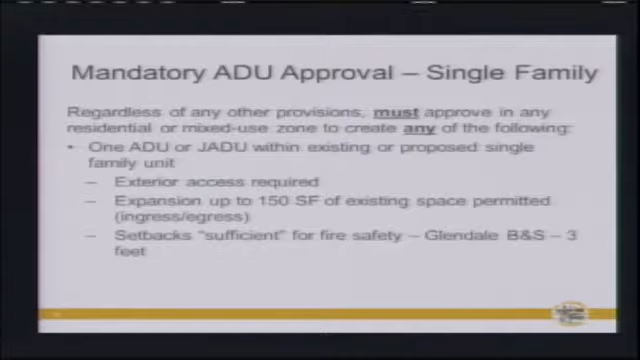 Mandatory ADU Approval – Single Family
Regardless of any other provisions, must approve in any
residential or mixed-use zone to create any of the following:
• One ADU or JADU within existing or proposed single
family unit
– Exterior access required
– Expansion up to 150 SF of existing space permitted
(ingress/egress)
– Setbacks “sufficient” for fire safety – Glendale B&S – 3
feet